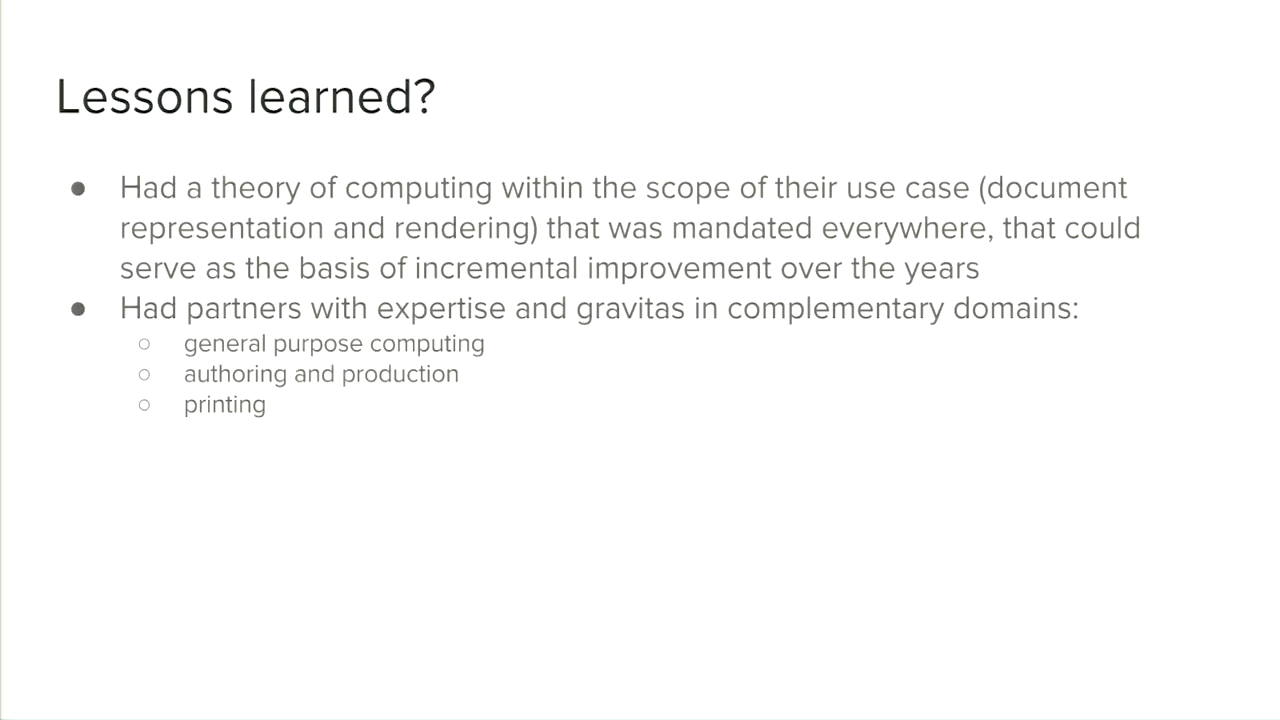 Lessons learned?
● Had a theory of computing within the scope of their use case (document
representation and rendering) that was mandated everywhere, that could
serve as the basis of incremental improvement over the years
● Had partners with expertise and gravitas in complementary domains:
○ general purpose computing
○ authoring and production
○ printing